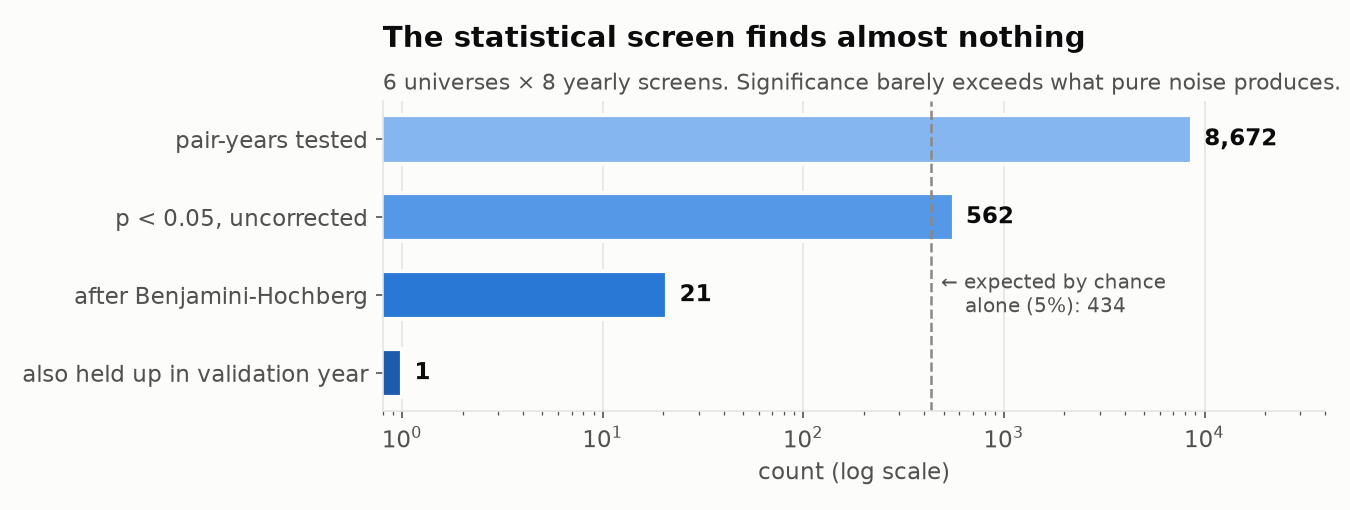 The statistical screen finds almost nothing
6 universes × 8 yearly screens. Significance barely exceeds what pure noise produces.
pair-years tested
8,672
p < 0.05, uncorrected
562
after Benjamini-Hochberg
21
← expected by chance
alone (5%): 434
also held up in validation year
1
10⁰ 10¹ 10² 10³ 10⁴
count (log scale)